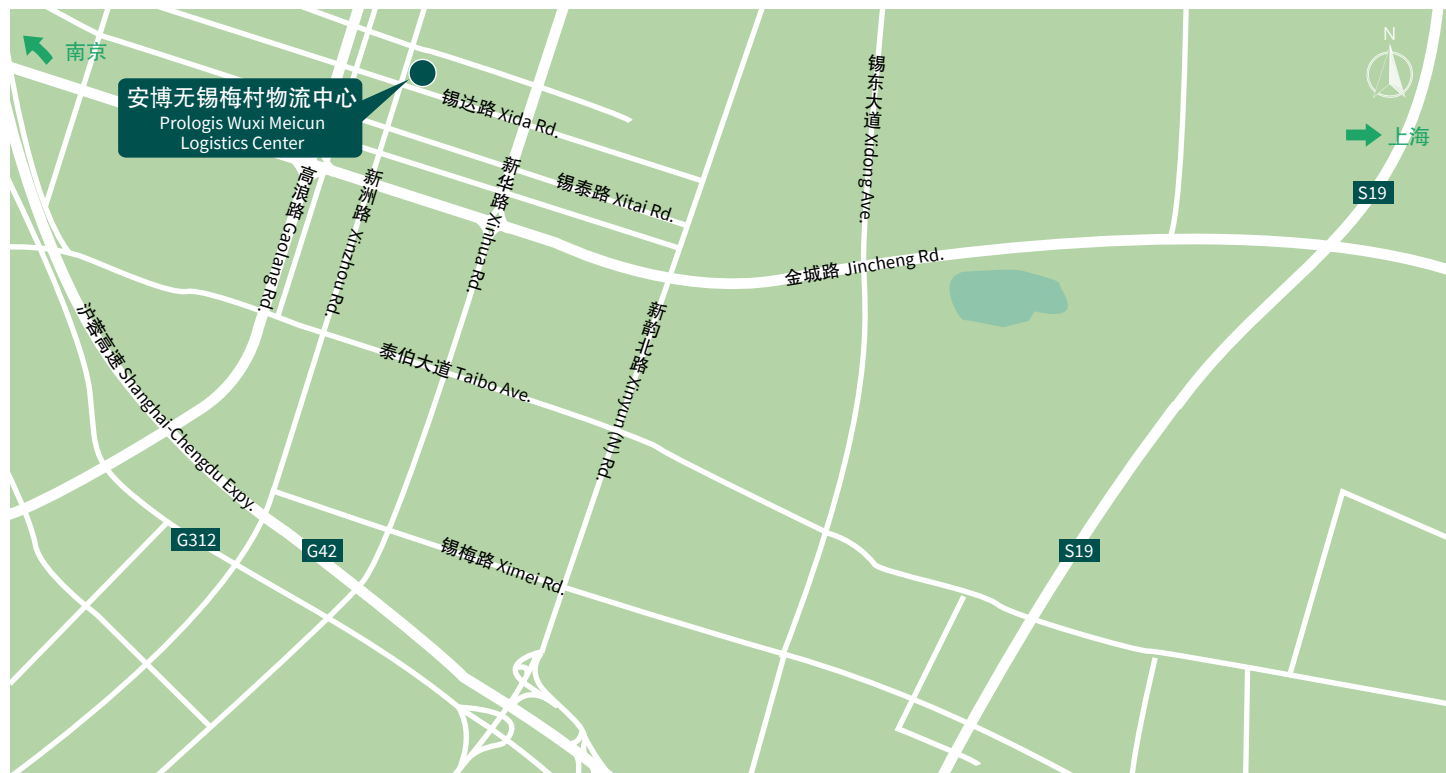 N
南京
安博无锡梅村物流中心
Prologis Wuxi Meicun
Logistics Center
锡达路 Xida Rd.
锡东大道 Xidong Ave.
上海
S19
高浪路 Gaolang Rd.
新洲路 Xinzhou Rd.
新华路 Xinhua Rd.
锡泰路 Xitai Rd.
金城路 Jincheng Rd.
沪蓉高速 Shanghai-Chengdu Expy.
泰伯大道 Taibo Ave.
新韵北路 Xinyun (N) Rd.
G312
G42
锡梅路 Ximei Rd.
S19